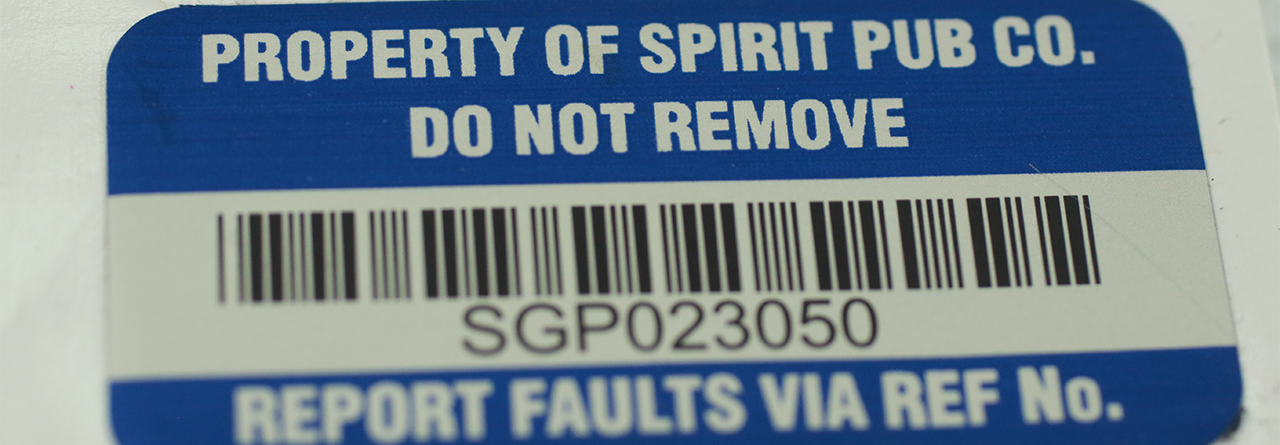 PROPERTY OF SPIRIT PUB CO.
DO NOT REMOVE
SGP023050
REPORT FAULTS VIA REF No.